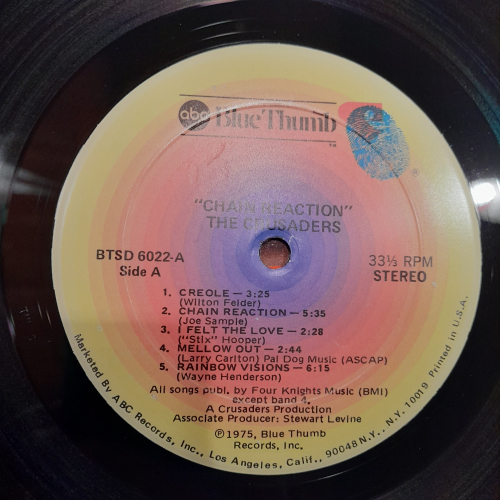 abc Blue Thumb
TM
"CHAIN REACTION"
THE CRUSADERS
BTSD 6022-A
Side A
33⅓ RPM
STEREO
1. CREOLE — 3:25
(Wilton Felder)
2. CHAIN REACTION — 5:35
(Joe Sample)
3. I FELT THE LOVE — 2:28
("Stix" Hooper)
4. MELLOW OUT — 2:44
(Larry Carlton) Pal Dog Music (ASCAP)
5. RAINBOW VISIONS — 6:15
(Wayne Henderson)
All songs pub. by Four Knights Music (BMI)
except band 4.
A Crusaders Production
Associate Producer: Stewart Levine
℗1975, Blue Thumb
Records, Inc.
Marketed By ABC Records, Inc., Los Angeles, Calif., 90048 N.Y., N.Y. 10019 Printed in U.S.A.